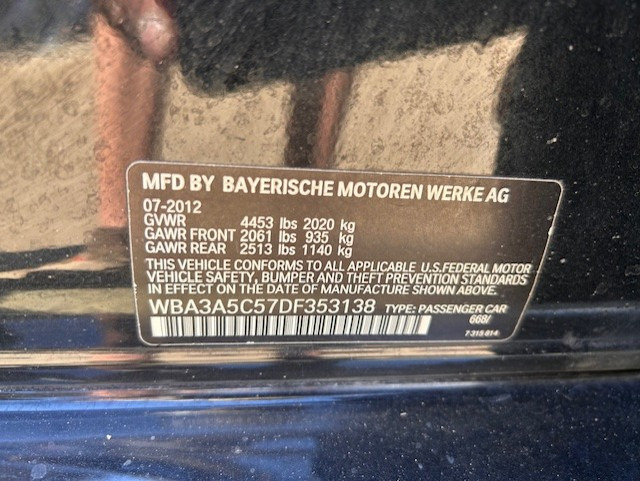 MFD BY BAYERISCHE MOTOREN WERKE AG
07-2012
GVWR 4453 lbs 2020 kg
GAWR FRONT 2061 lbs 935 kg
GAWR REAR 2513 lbs 1140 kg
THIS VEHICLE CONFORMS TO ALL APPLICABLE U.S.FEDERAL MOTOR
VEHICLE SAFETY, BUMPER AND THEFT PREVENTION STANDARDS
IN EFFECT ON THE DATE OF MANUFACTURE SHOWN ABOVE.
WBA3A5C57DF353138 TYPE: PASSENGER CAR
668/
7 315 814